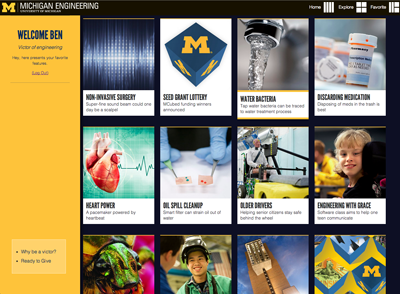 M MICHIGAN ENGINEERING
UNIVERSITY OF MICHIGAN
Home
Explore
Favorite
WELCOME BEN
Victor of engineering
Hey, here presents your favorite
features.
(Log Out)
NON-INVASIVE SURGERY
Super-fine sound beam could one
day be a scalpel
M
SEED GRANT LOTTERY
MCubed funding winners
announced
WATER BACTERIA
Tap water bacteria can be traced
to water treatment process
DISCARDING MEDICATION
Disposing of meds in the trash is
best
HEART POWER
A pacemaker powered by
heartbeat
OIL SPILL CLEANUP
Smart filter can strain oil out of
water
OLDER DRIVERS
Helping senior citizens stay safe
behind the wheel
ENGINEERING WITH GRACE
Software class aims to help one
teen communicate
Why be a victor?
Ready to Give
M